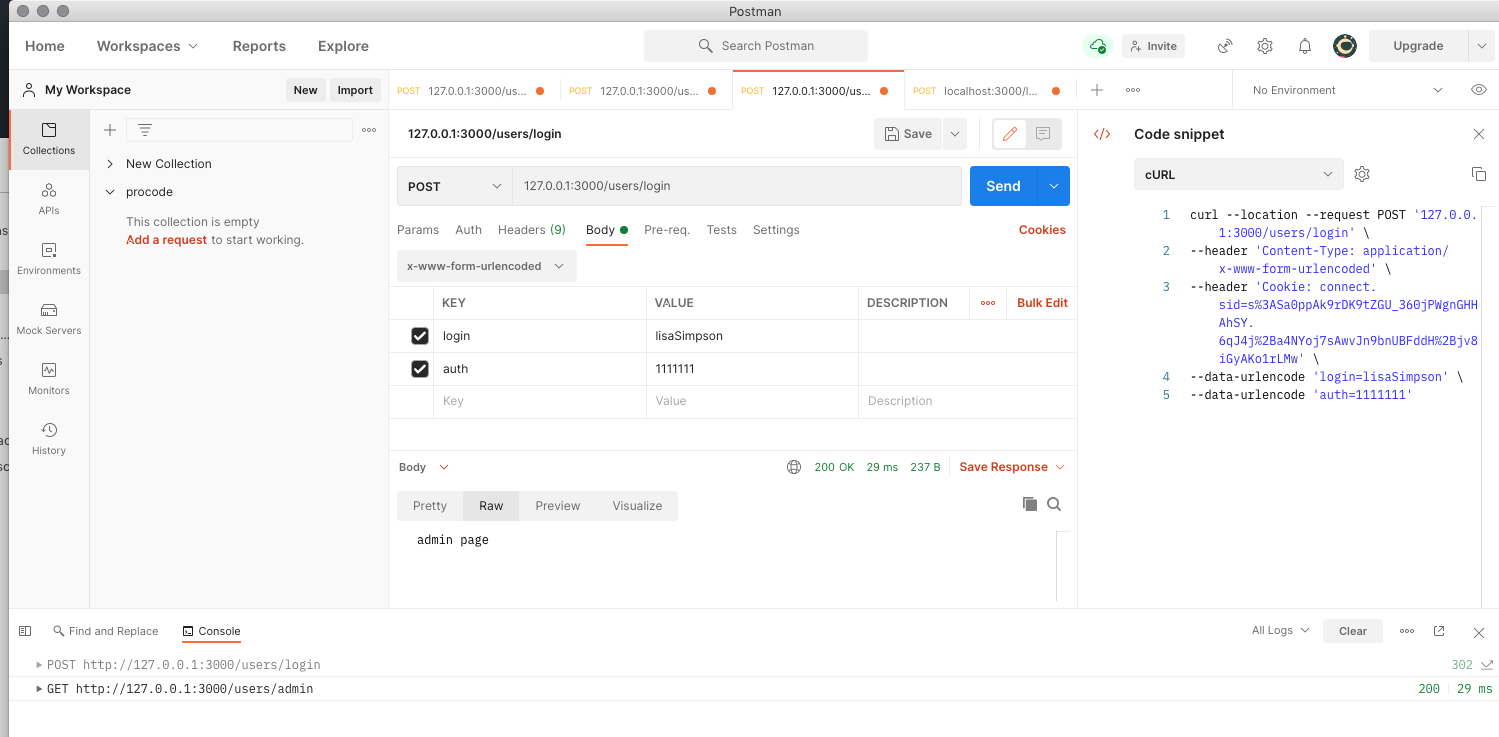 Postman
Home Workspaces Reports Explore Search Postman Invite Upgrade
My Workspace New Import POST 127.0.0.1:3000/us... POST 127.0.0.1:3000/us... POST 127.0.0.1:3000/us... POST localhost:3000/l... No Environment
127.0.0.1:3000/users/login Save </> Code snippet
Collections
New Collection
procode
This collection is empty
Add a request to start working.
APIs
Environments
Mock Servers
Monitors
History
POST 127.0.0.1:3000/users/login Send
Params Auth Headers (9) Body Pre-req. Tests Settings Cookies
x-www-form-urlencoded
KEY VALUE DESCRIPTION Bulk Edit
login lisaSimpson
auth 1111111
Key Value Description
Body 200 OK 29 ms 237 B Save Response
Pretty Raw Preview Visualize
admin page
cURL
1 curl --location --request POST '127.0.0.
1:3000/users/login' \
2 --header 'Content-Type: application/
x-www-form-urlencoded' \
3 --header 'Cookie: connect.
sid=s%3ASa0ppAk9rDK9tZGU_360jPWgnGHH
AhSY.
6qJ4j%2Ba4NYoj7sAwvJn9bnUBFddH%2Bjv8
iGyAKo1rLMw' \
4 --data-urlencode 'login=lisaSimpson' \
5 --data-urlencode 'auth=1111111'
Find and Replace Console All Logs Clear
POST http://127.0.0.1:3000/users/login 302
GET http://127.0.0.1:3000/users/admin 200 29 ms